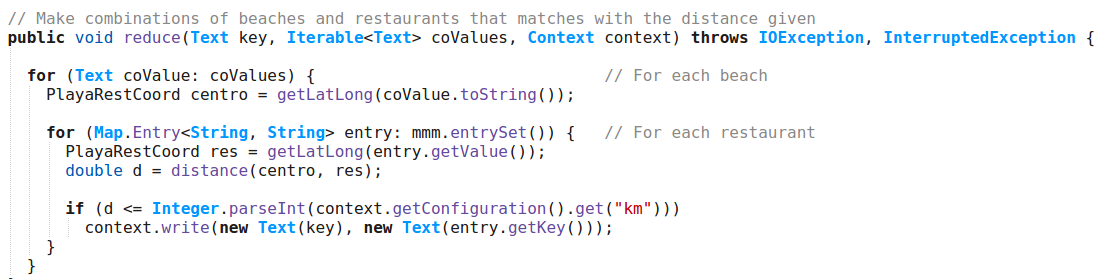 // Make combinations of beaches and restaurants that matches with the distance given
public void reduce(Text key, Iterable<Text> coValues, Context context) throws IOException, InterruptedException {
for (Text coValue: coValues) { // For each beach
PlayaRestCoord centro = getLatLong(coValue.toString());
for (Map.Entry<String, String> entry: mmm.entrySet()) { // For each restaurant
PlayaRestCoord res = getLatLong(entry.getValue());
double d = distance(centro, res);
if (d <= Integer.parseInt(context.getConfiguration().get("km")))
context.write(new Text(key), new Text(entry.getKey()));
}
}